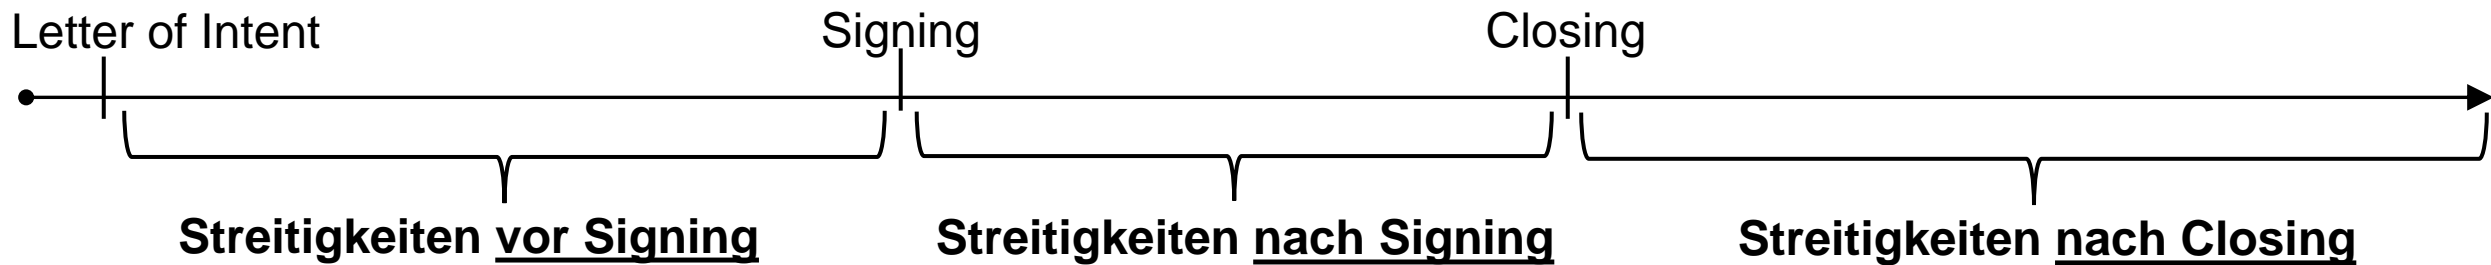 Letter of Intent
Signing
Closing
Streitigkeiten vor Signing
Streitigkeiten nach Signing
Streitigkeiten nach Closing